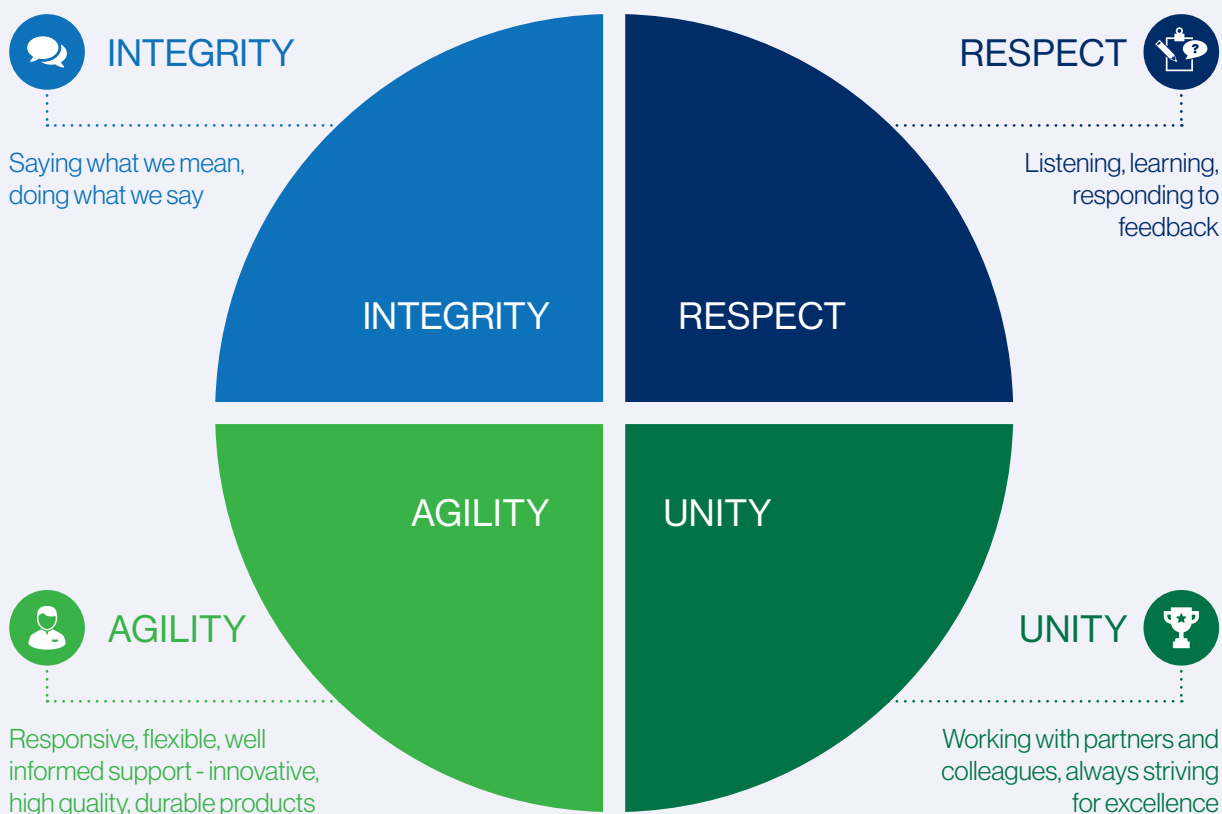 INTEGRITY
Saying what we mean,
doing what we say
RESPECT
?
Listening, learning,
responding to
feedback
INTEGRITY
RESPECT
AGILITY
UNITY
AGILITY
Responsive, flexible, well
informed support - innovative,
high quality, durable products
UNITY
Working with partners and
colleagues, always striving
for excellence